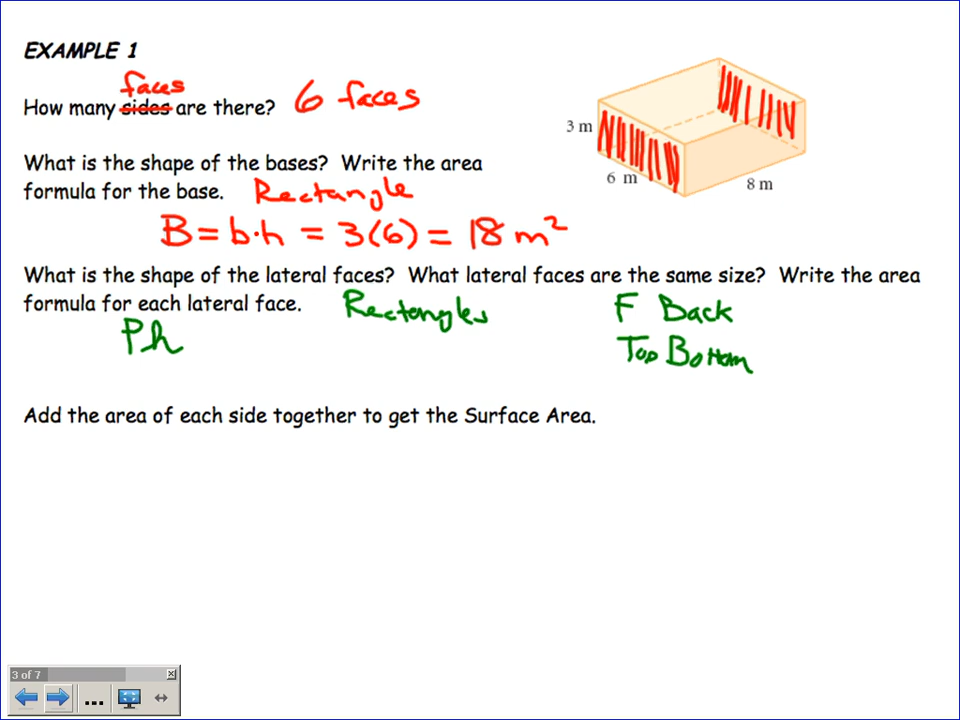 EXAMPLE 1
faces
How many sides are there? 6 faces
3 m
What is the shape of the bases? Write the area
6 m
8 m
formula for the base. Rectangle
B = b·h = 3(6) = 18 m²
What is the shape of the lateral faces? What lateral faces are the same size? Write the area
formula for each lateral face. Rectangles F Back
Ph Top Bottom
Add the area of each side together to get the Surface Area.
3 of 7